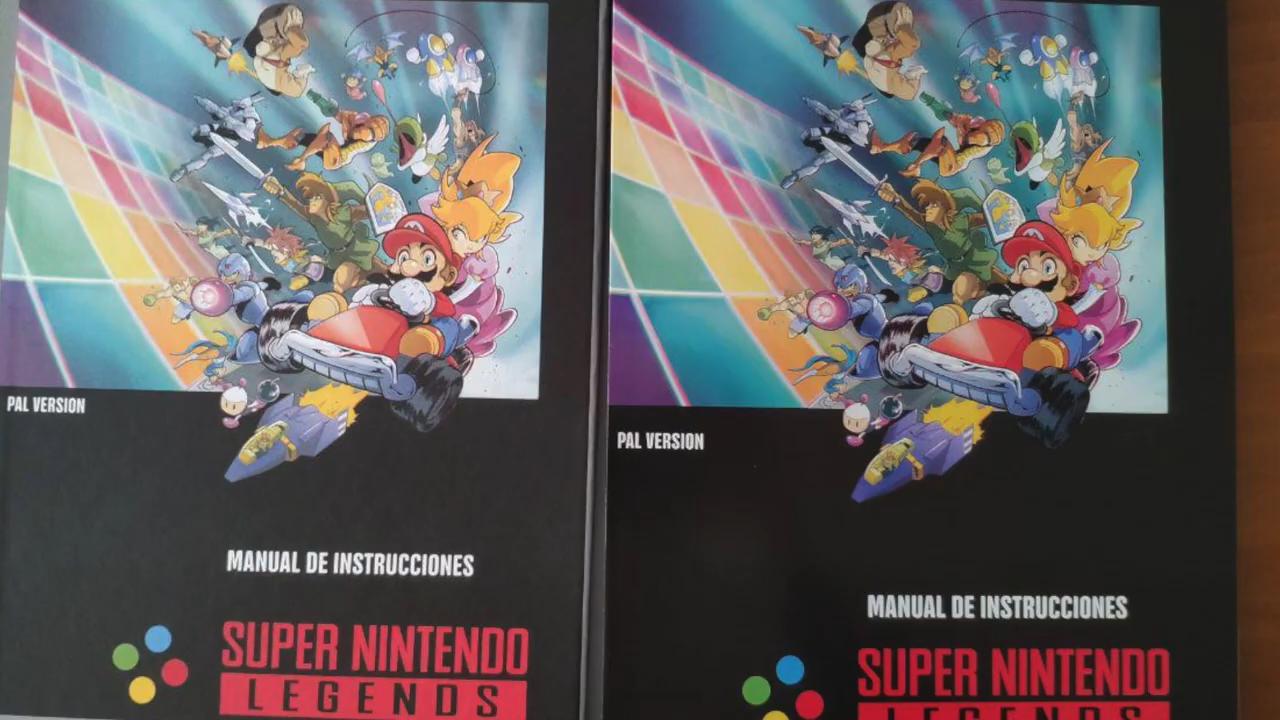 PAL VERSION
MANUAL DE INSTRUCCIONES
SUPER NINTENDO
LEGENDS
PAL VERSION
MANUAL DE INSTRUCCIONES
SUPER NINTENDO
LEGENDS